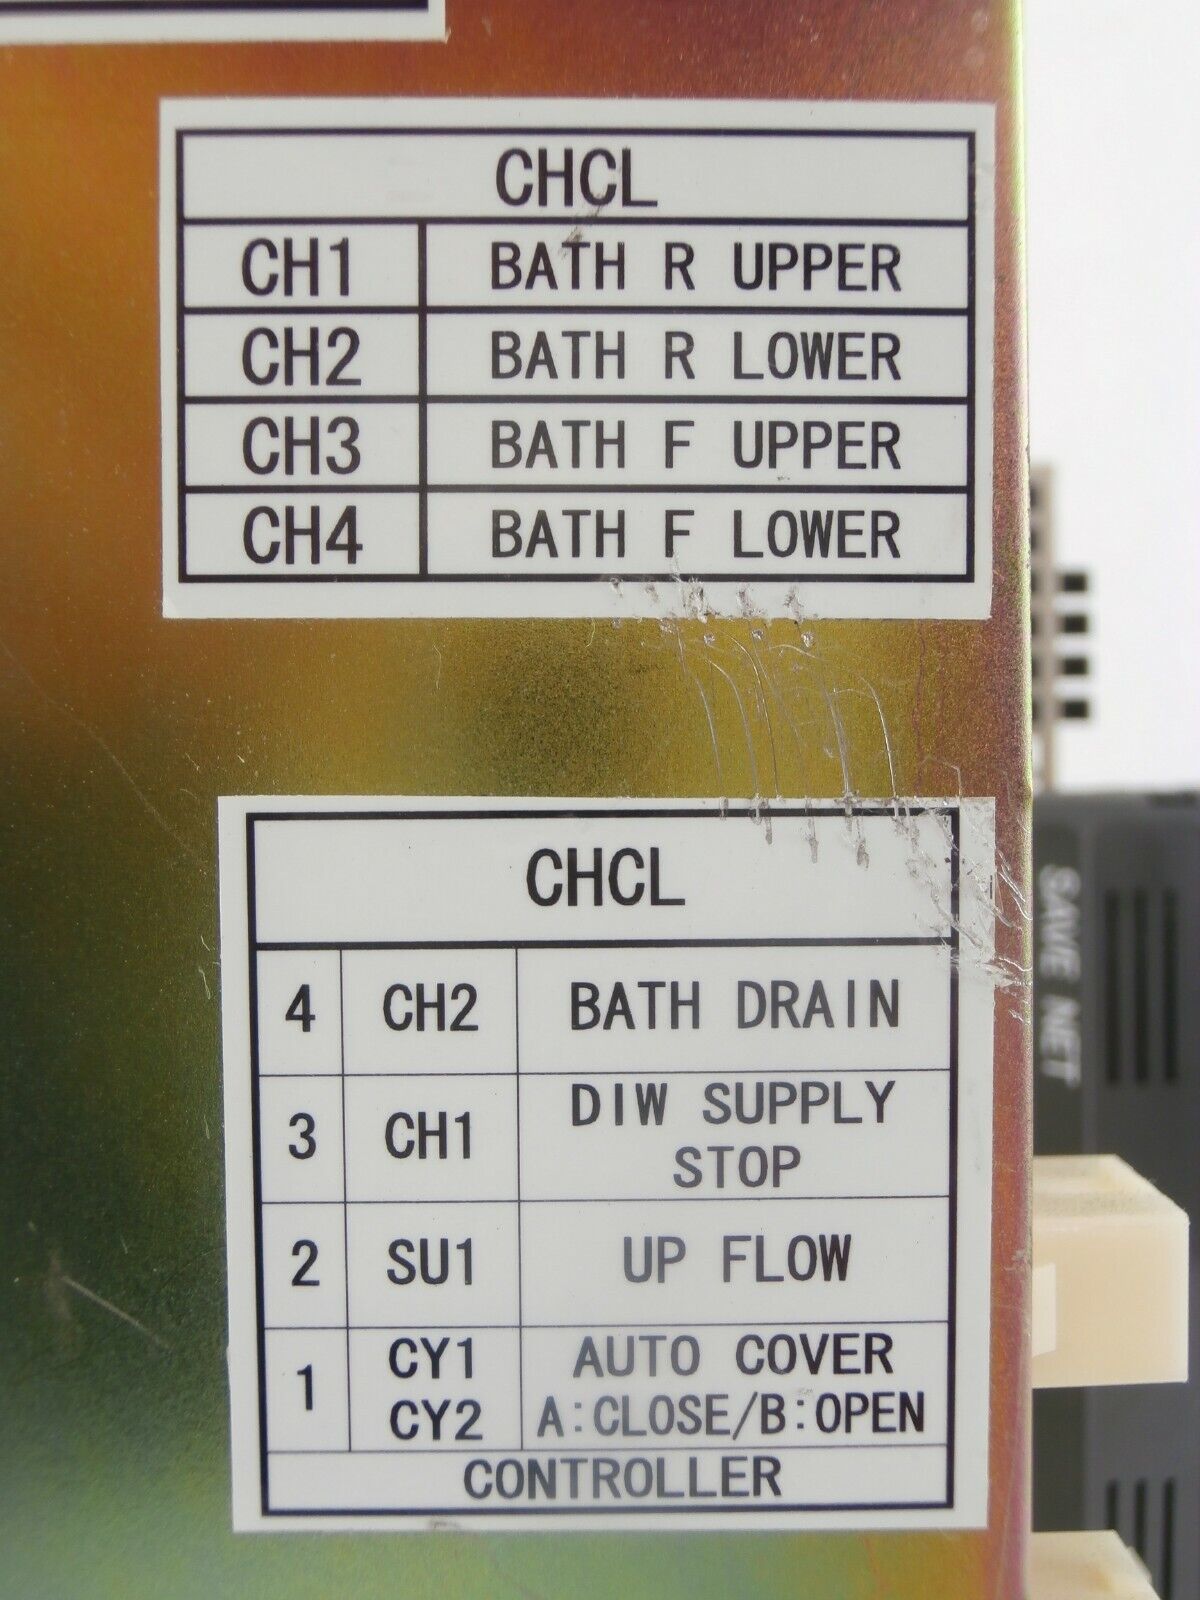 CHCL
CH1 BATH R UPPER
CH2 BATH R LOWER
CH3 BATH F UPPER
CH4 BATH F LOWER
CHCL
4 CH2 BATH DRAIN
3 CH1 DIW SUPPLY
STOP
2 SU1 UP FLOW
1 CY1 AUTO COVER
CY2 A:CLOSE/B:OPEN
CONTROLLER
SAVE NET